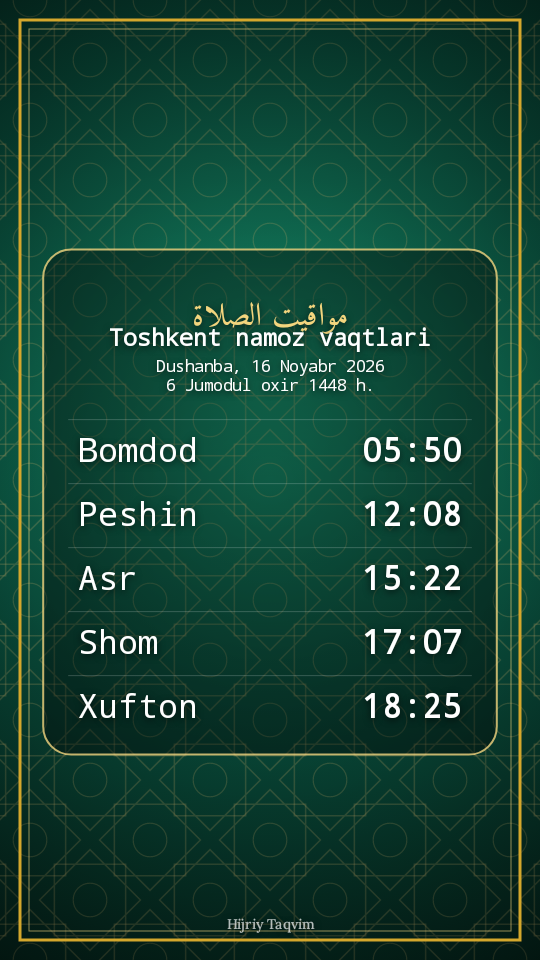 مواقيت الصلاة
Toshkent namoz vaqtlari
Dushanba, 16 Noyabr 2026
6 Jumodul oxir 1448 h.
Bomdod 05:50
Peshin 12:08
Asr 15:22
Shom 17:07
Xufton 18:25
Hijriy Taqvim